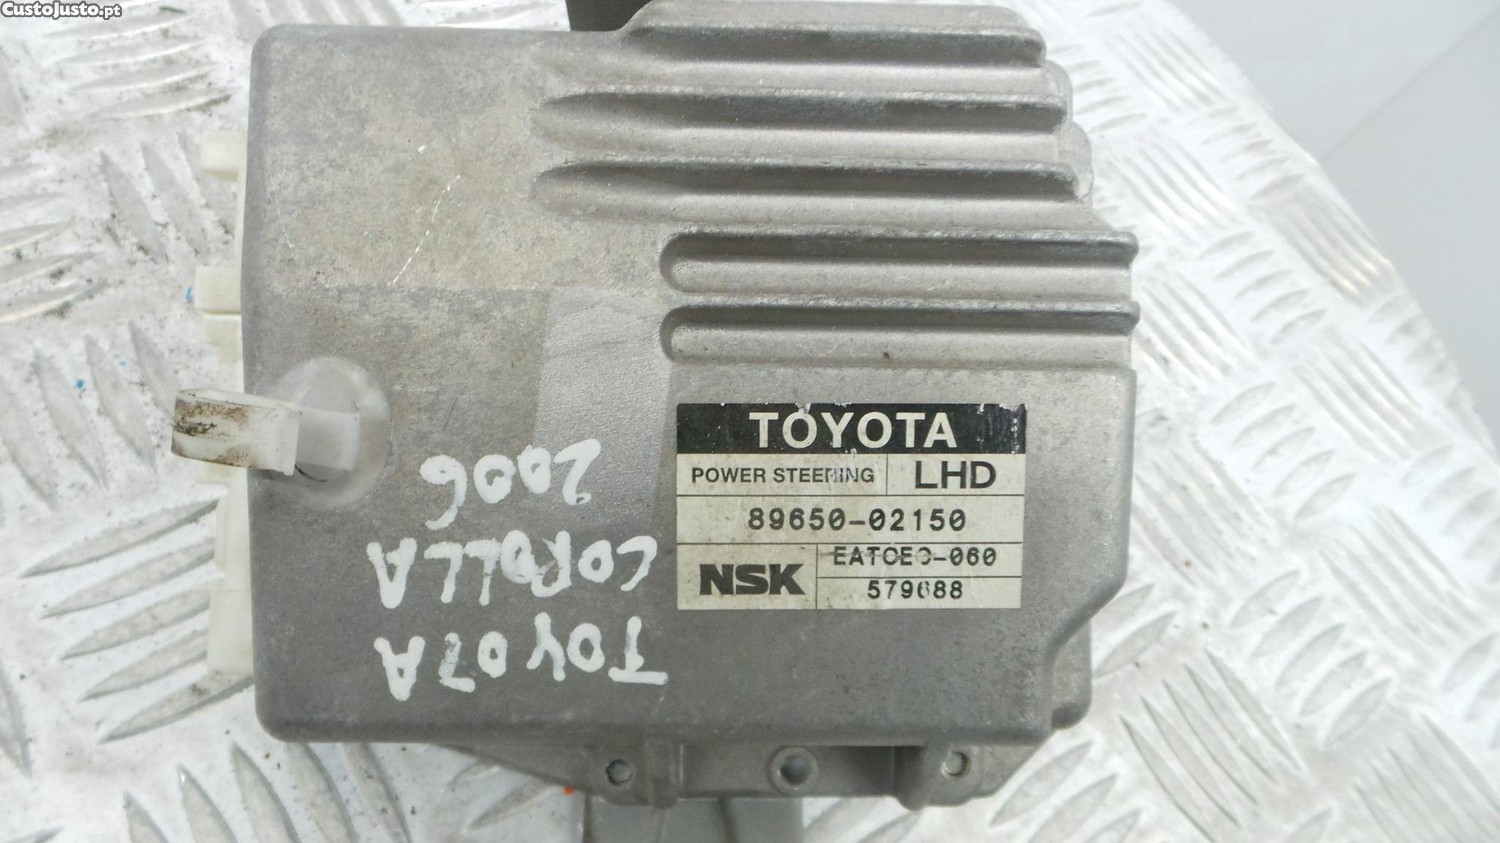 CustoJusto.pt
TOYOTA
POWER STEERING LHD
89650-02150
NSK EATCEC-060
579688
TOYOTA
COROLLA
2006